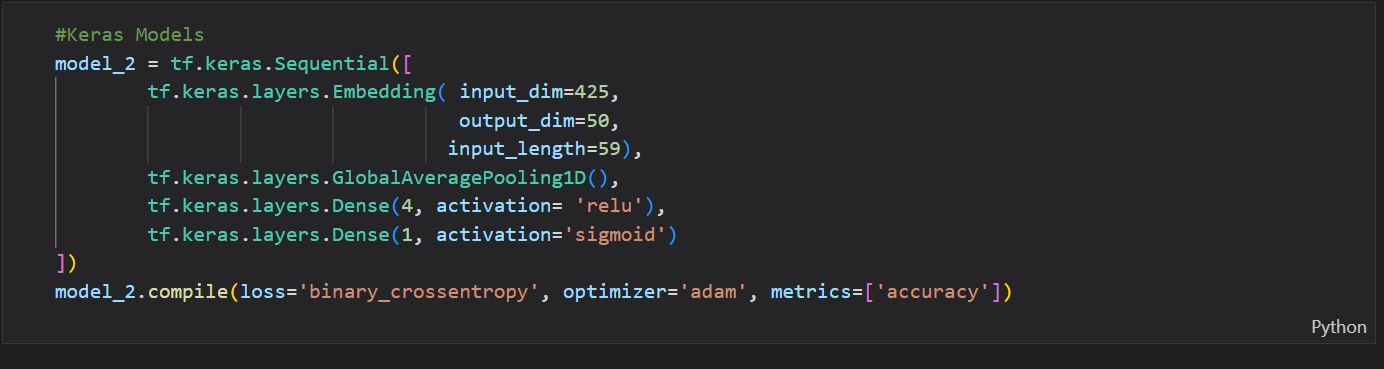 #Keras Models
model_2 = tf.keras.Sequential([
        tf.keras.layers.Embedding( input_dim=425,
                                   output_dim=50,
                                  input_length=59),
        tf.keras.layers.GlobalAveragePooling1D(),
        tf.keras.layers.Dense(4, activation= 'relu'),
        tf.keras.layers.Dense(1, activation='sigmoid')
])
model_2.compile(loss='binary_crossentropy', optimizer='adam', metrics=['accuracy'])
Python